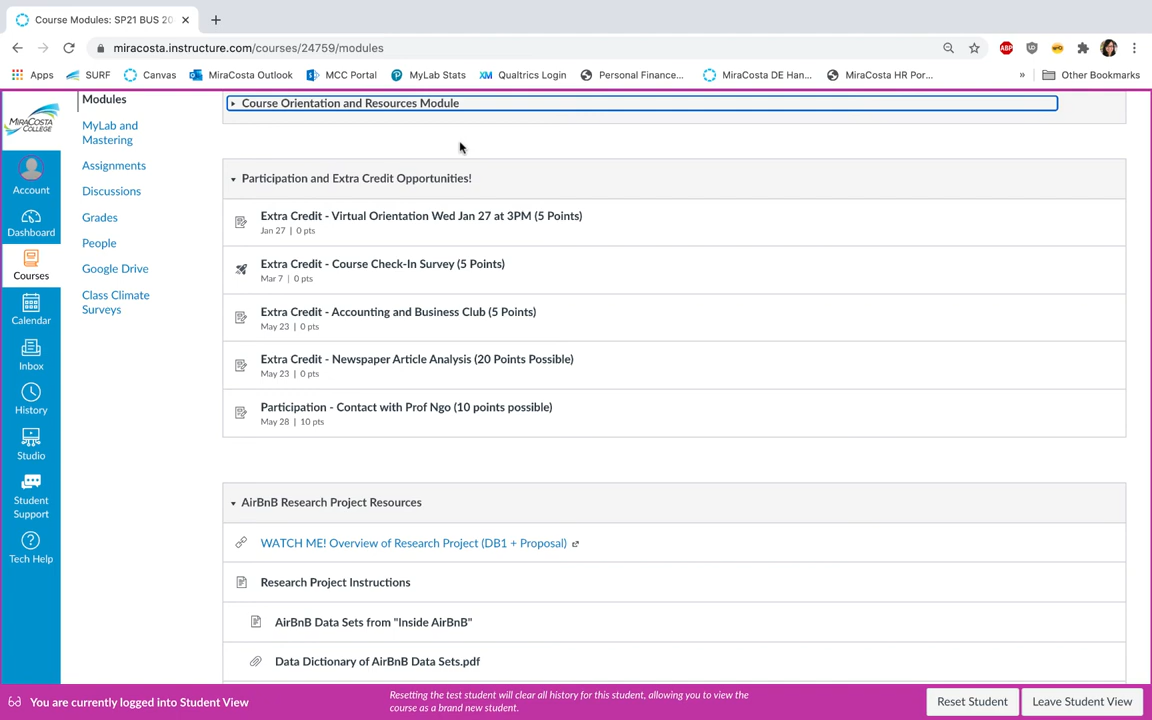 Course Modules: SP21 BUS 20
miracosta.instructure.com/courses/24759/modules
ABP
Apps SURF Canvas MiraCosta Outlook MCC Portal MyLab Stats XM Qualtrics Login Personal Finance... MiraCosta DE Han... MiraCosta HR Por... » Other Bookmarks
MIRACOSTA
COLLEGE
Account
Dashboard
Courses
Calendar
Inbox
History
Studio
Student
Support
Tech Help
Modules
MyLab and
Mastering
Assignments
Discussions
Grades
People
Google Drive
Class Climate
Surveys
Course Orientation and Resources Module
Participation and Extra Credit Opportunities!
Extra Credit - Virtual Orientation Wed Jan 27 at 3PM (5 Points)
Jan 27 | 0 pts
Extra Credit - Course Check-In Survey (5 Points)
Mar 7 | 0 pts
Extra Credit - Accounting and Business Club (5 Points)
May 23 | 0 pts
Extra Credit - Newspaper Article Analysis (20 Points Possible)
May 23 | 0 pts
Participation - Contact with Prof Ngo (10 points possible)
May 28 | 10 pts
AirBnB Research Project Resources
WATCH ME! Overview of Research Project (DB1 + Proposal)
Research Project Instructions
AirBnB Data Sets from "Inside AirBnB"
Data Dictionary of AirBnB Data Sets.pdf
You are currently logged into Student View
Resetting the test student will clear all history for this student, allowing you to view the
course as a brand new student.
Reset Student
Leave Student View